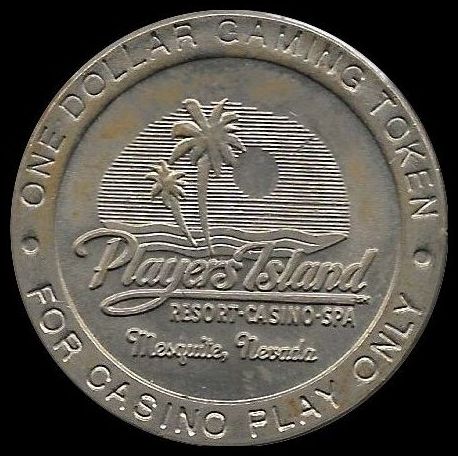 ONE DOLLAR GAMING TOKEN
Players Island
RESORT-CASINO-SPA
Mesquite, Nevada
• FOR CASINO PLAY ONLY •